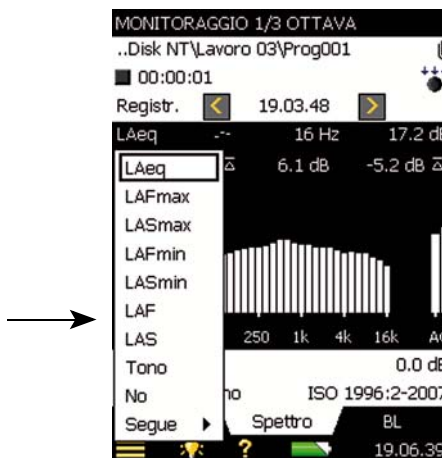 MONITORAGGIO 1/3 OTTAVA
..Disk NT\Lavoro 03\Prog001
00:00:01
Registr. < 19.03.48 >
LAeq -.- 16 Hz 17.2 dB
6.1 dB -5.2 dB
LAeq
LAFmax
LASmax
LAFmin
LASmin
LAF
LAS
Tono
No
Segue
250 1k 4k 16k
0.0 dB
ISO 1996:2-2007
Spettro BL
? 19.06.39